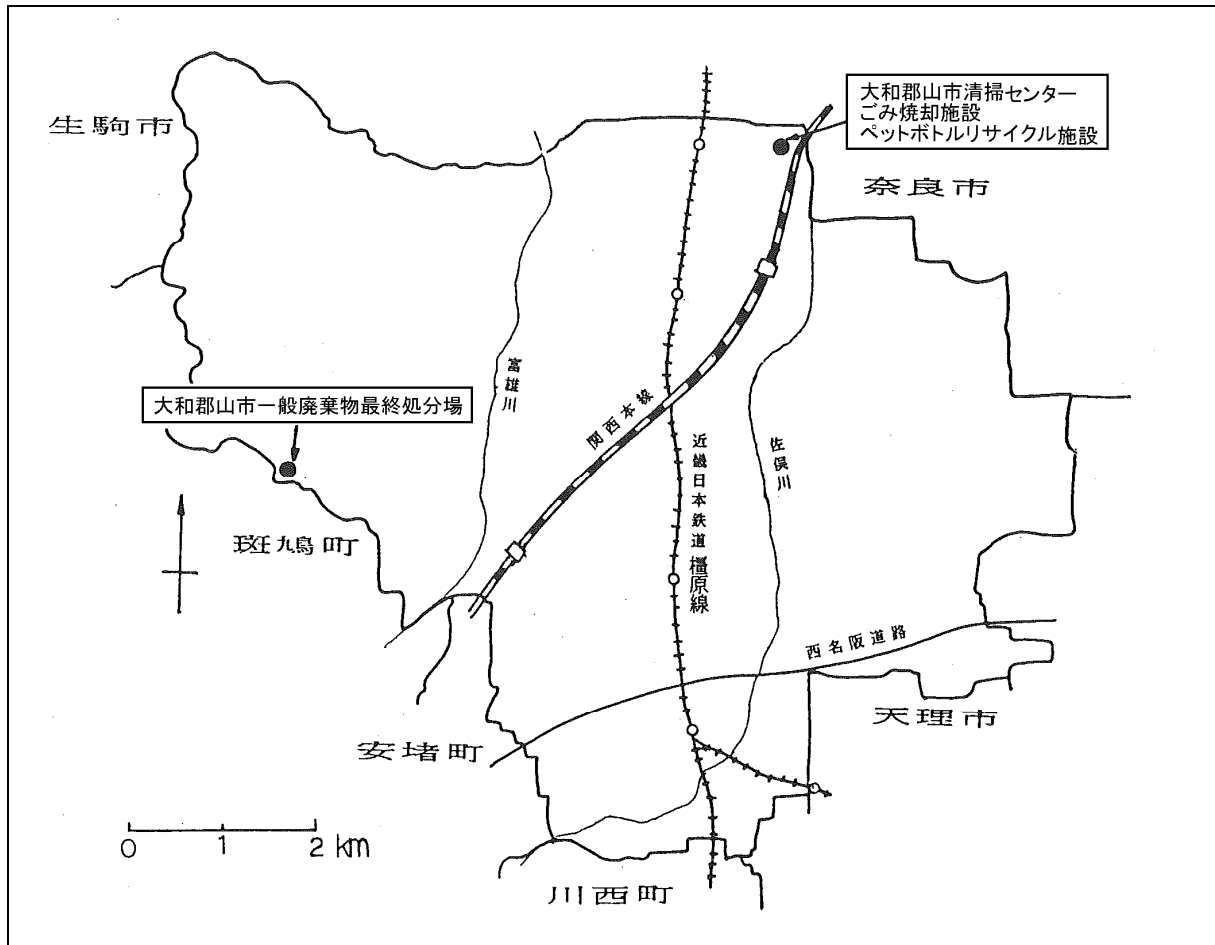 大和郡山市清掃センター
ごみ焼却施設
ペットボトルリサイクル施設
生駒市
奈良市
富雄川
大和郡山市一般廃棄物最終処分場
関西本線
近畿日本鉄道橿原線
佐保川
斑鳩町
西名阪道路
天理市
安堵町
0 1 2 km
川西町